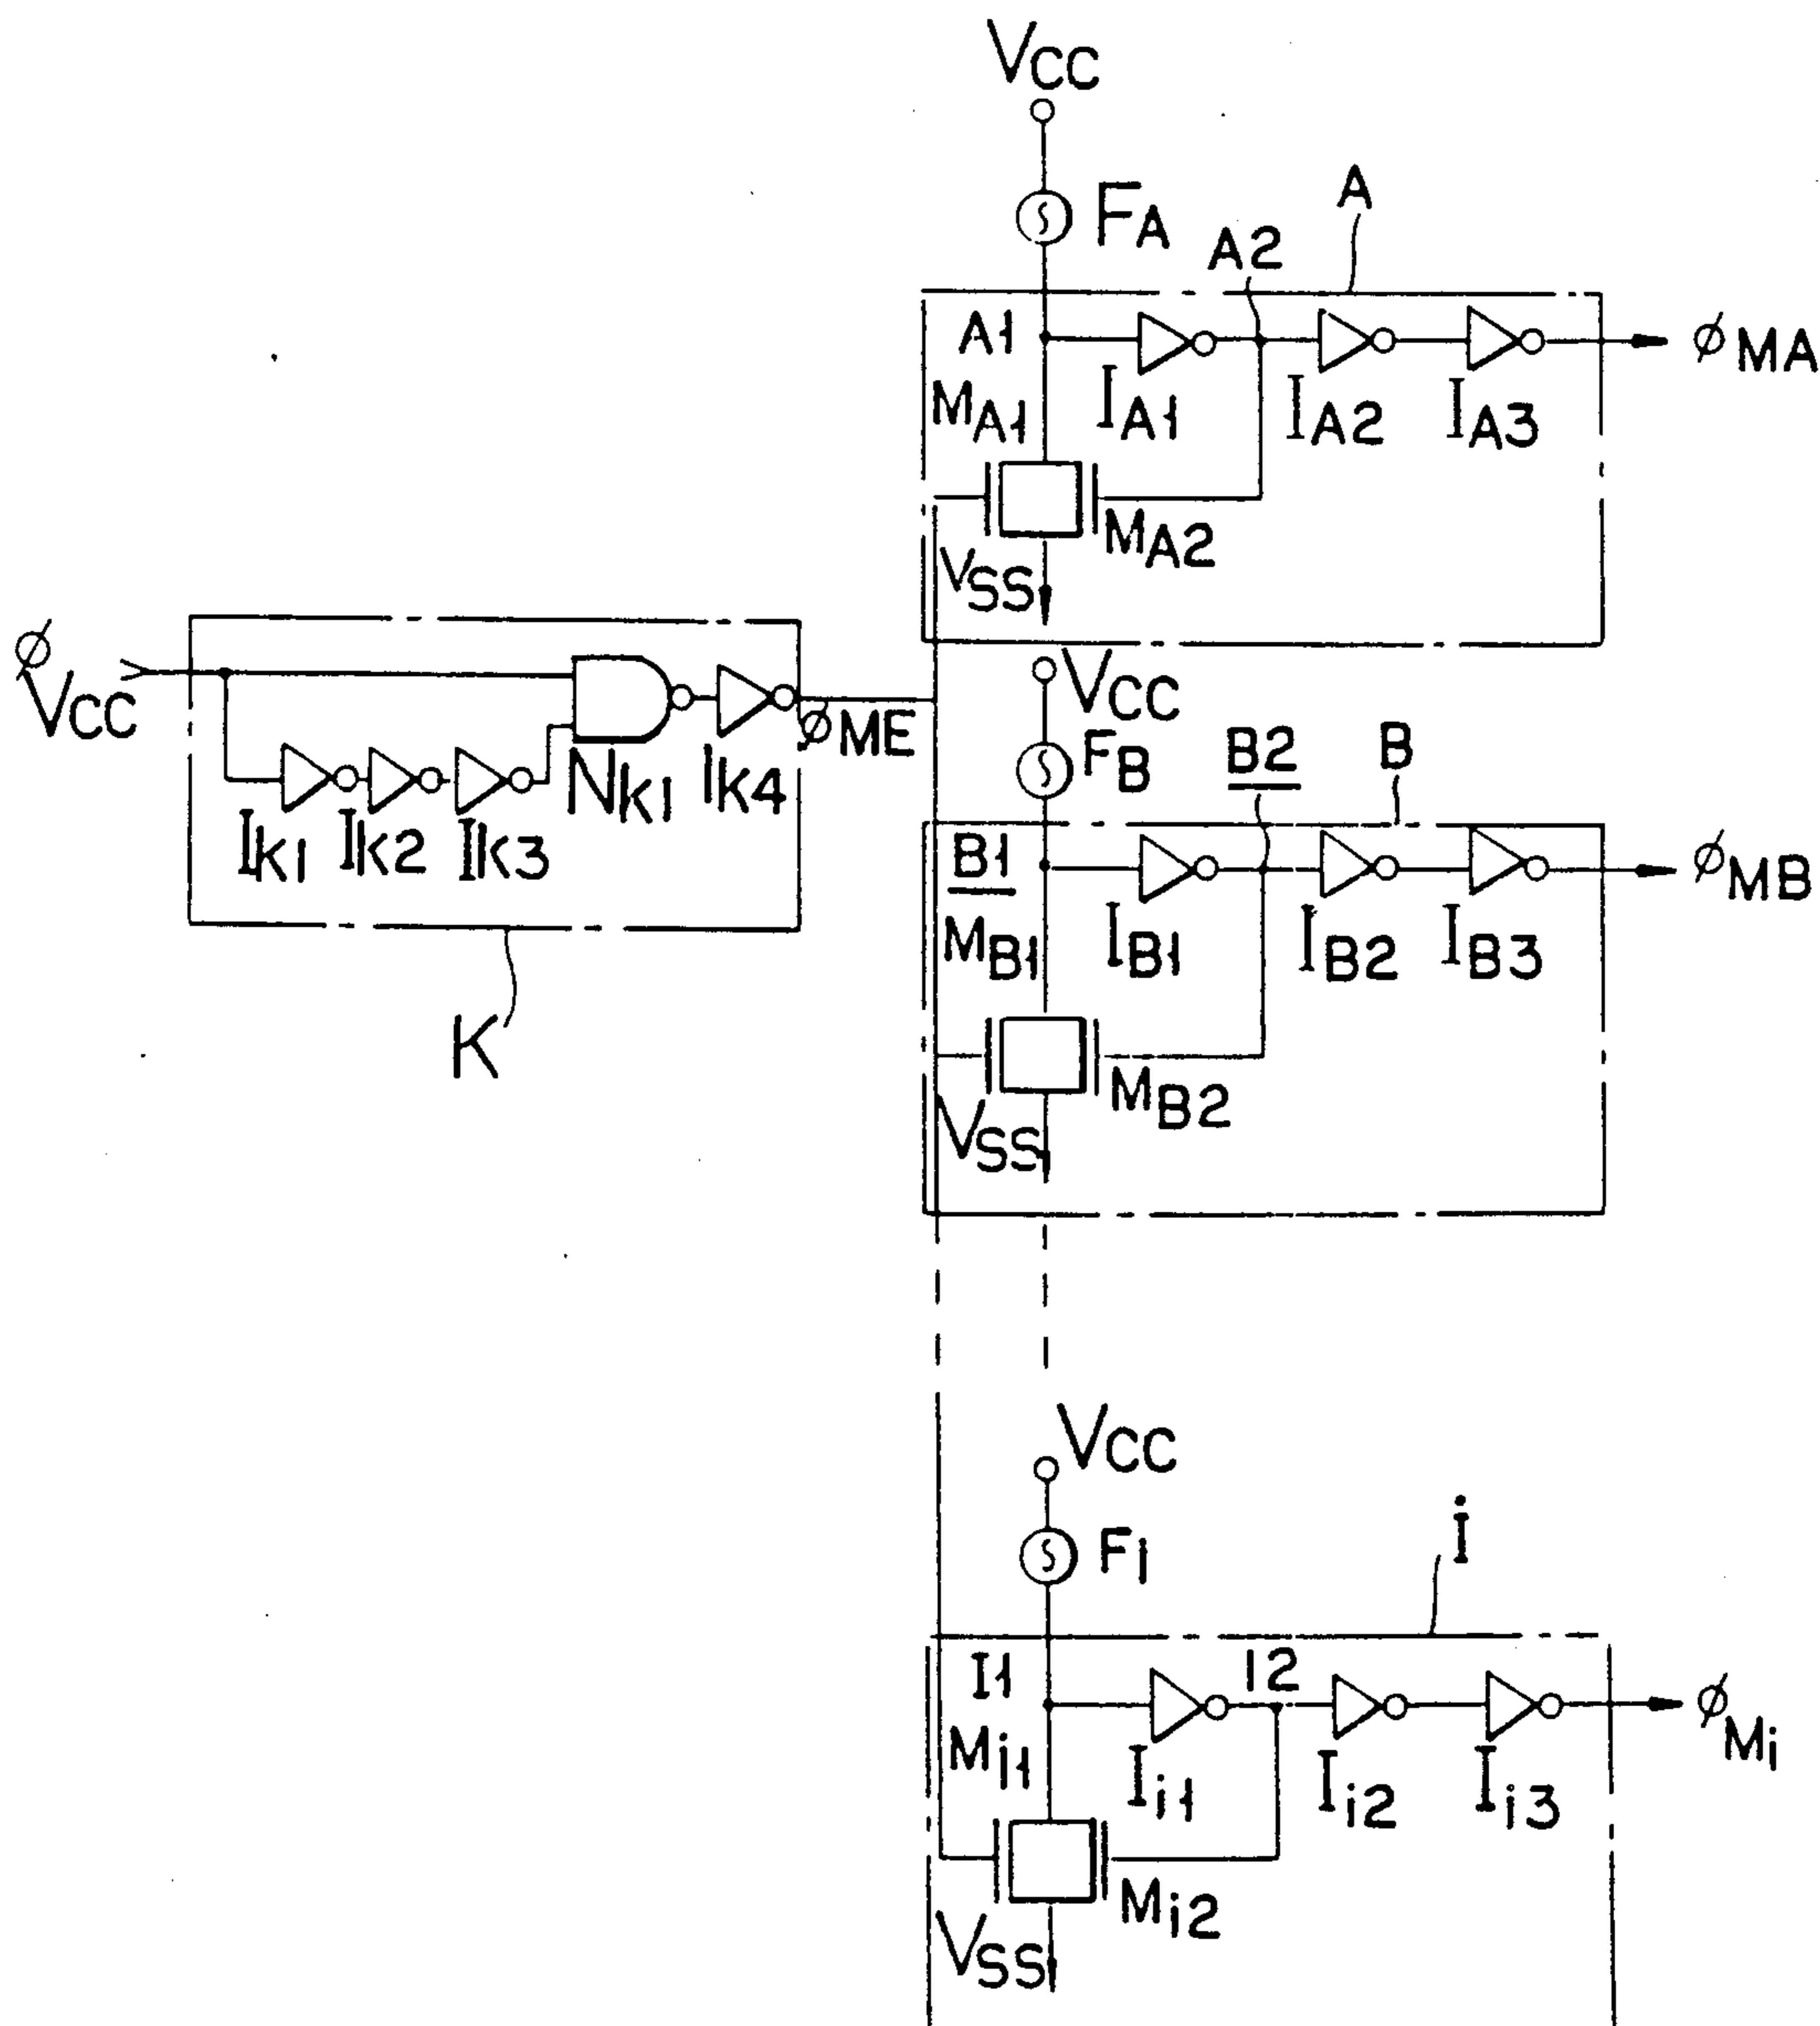 VCC
FA
A
A2
A1
IA1
IA2
IA3
ϕMA
MA1
MA2
VSS
ϕVCC
Ik1
Ik2
Ik3
Nk1
Ik4
ϕME
K
VCC
FB
B2
B
B1
IB1
IB2
IB3
ϕMB
MB1
MB2
VSS
VCC
Fi
i
I1
I2
Ii1
Ii2
Ii3
ϕMi
Mi1
Mi2
VSS